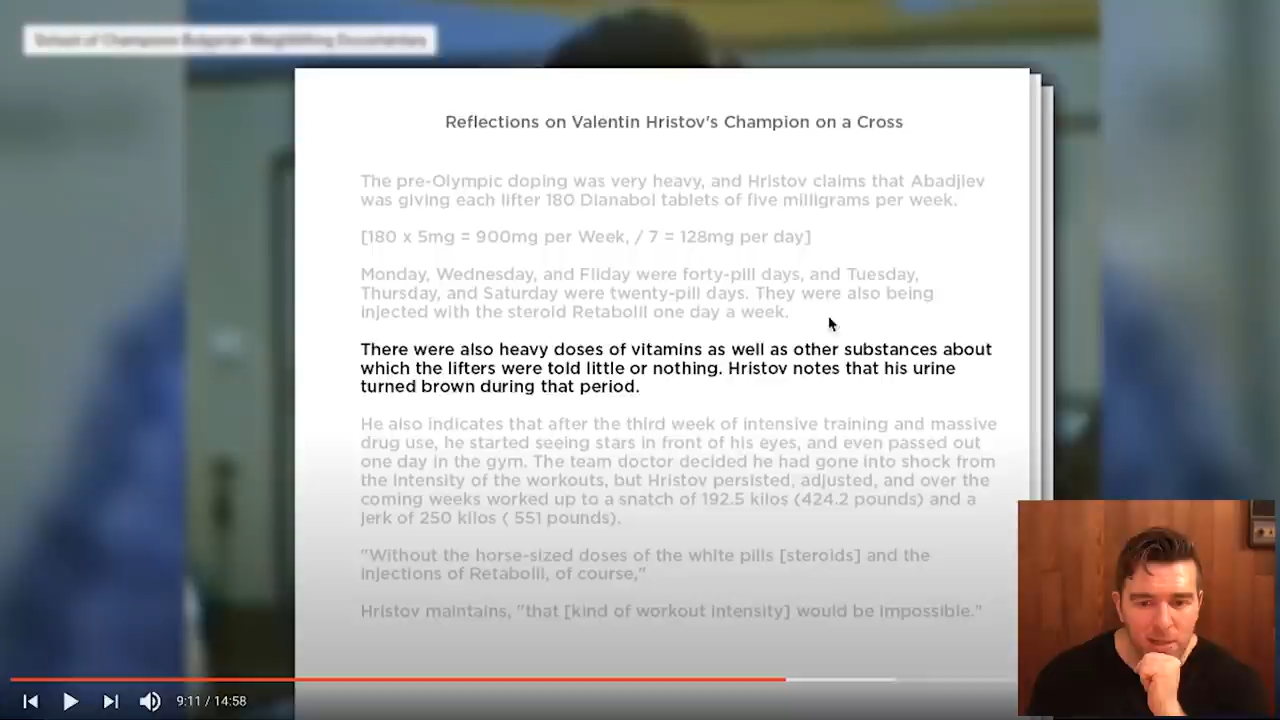 School of Champions Bulgarian Weightlifting Documentary
Reflections on Valentin Hristov's Champion on a Cross
The pre-Olympic doping was very heavy, and Hristov claims that Abadjiev
was giving each lifter 180 Dianabol tablets of five milligrams per week.
[180 x 5mg = 900mg per Week, / 7 = 128mg per day]
Monday, Wednesday, and Fliday were forty-pill days, and Tuesday,
Thursday, and Saturday were twenty-pill days. They were also being
injected with the steroid Retabolil one day a week.
There were also heavy doses of vitamins as well as other substances about
which the lifters were told little or nothing. Hristov notes that his urine
turned brown during that period.
He also indicates that after the third week of intensive training and massive
drug use, he started seeing stars in front of his eyes, and even passed out
one day in the gym. The team doctor decided he had gone into shock from
the intensity of the workouts, but Hristov persisted, adjusted, and over the
coming weeks worked up to a snatch of 192.5 kilos (424.2 pounds) and a
jerk of 250 kilos ( 551 pounds).
"Without the horse-sized doses of the white pills [steroids] and the
injections of Retabolil, of course,"
Hristov maintains, "that [kind of workout intensity] would be impossible."
9:11 / 14:58